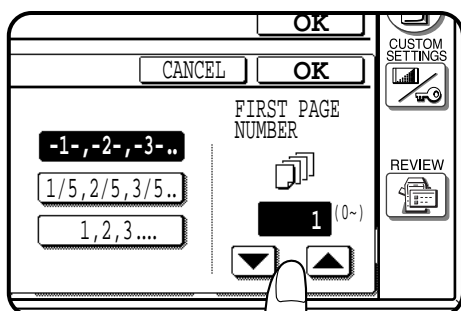 OK
CUSTOM
SETTINGS
CANCEL
OK
FIRST PAGE
NUMBER
-1-,-2-,-3-..
1/5,2/5,3/5..
1,2,3....
1 (0~)
REVIEW